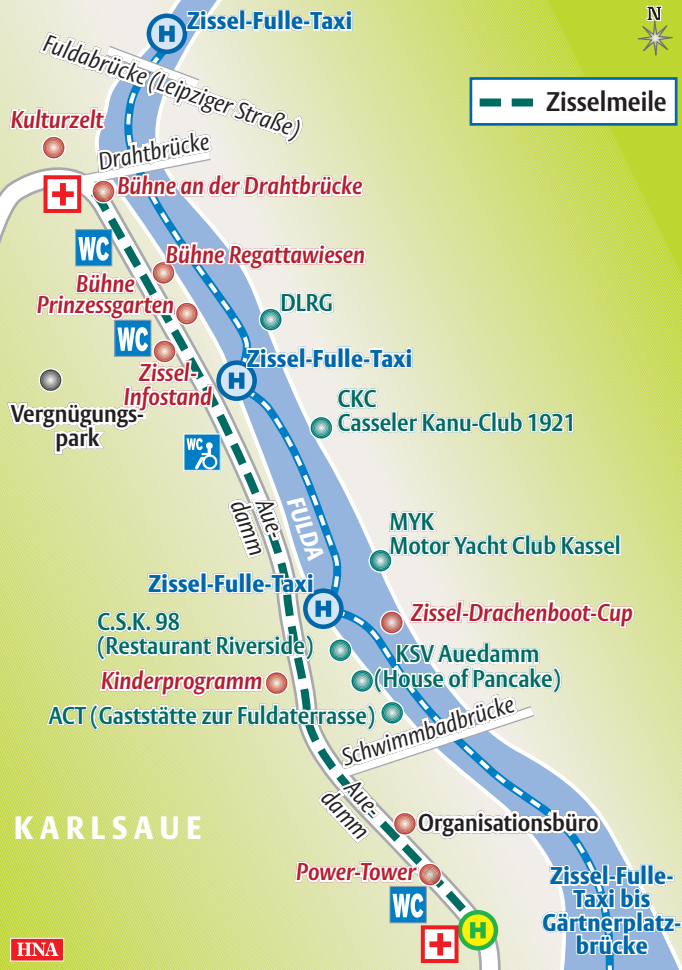 H Zissel-Fulle-Taxi
N
Fuldabrücke (Leipziger Straße)
Zisselmeile
Kulturzelt
Drahtbrücke
Bühne an der Drahtbrücke
WC
Bühne Regattawiesen
Bühne
Prinzessgarten
DLRG
WC
Zissel-
Infostand
Zissel-Fulle-Taxi
H
Vergnügungs-
park
CKC
Casseler Kanu-Club 1921
WC
Aue-
damm
FULDA
MYK
Motor Yacht Club Kassel
Zissel-Fulle-Taxi
H
Zissel-Drachenboot-Cup
C.S.K. 98
(Restaurant Riverside)
KSV Auedamm
(House of Pancake)
Kinderprogramm
ACT (Gaststätte zur Fuldaterrasse)
Schwimmbadbrücke
Aue-
damm
KARLSAUE
Organisationsbüro
Power-Tower
WC
H
Zissel-Fulle-
Taxi bis
Gärtnerplatz-
brücke
HNA